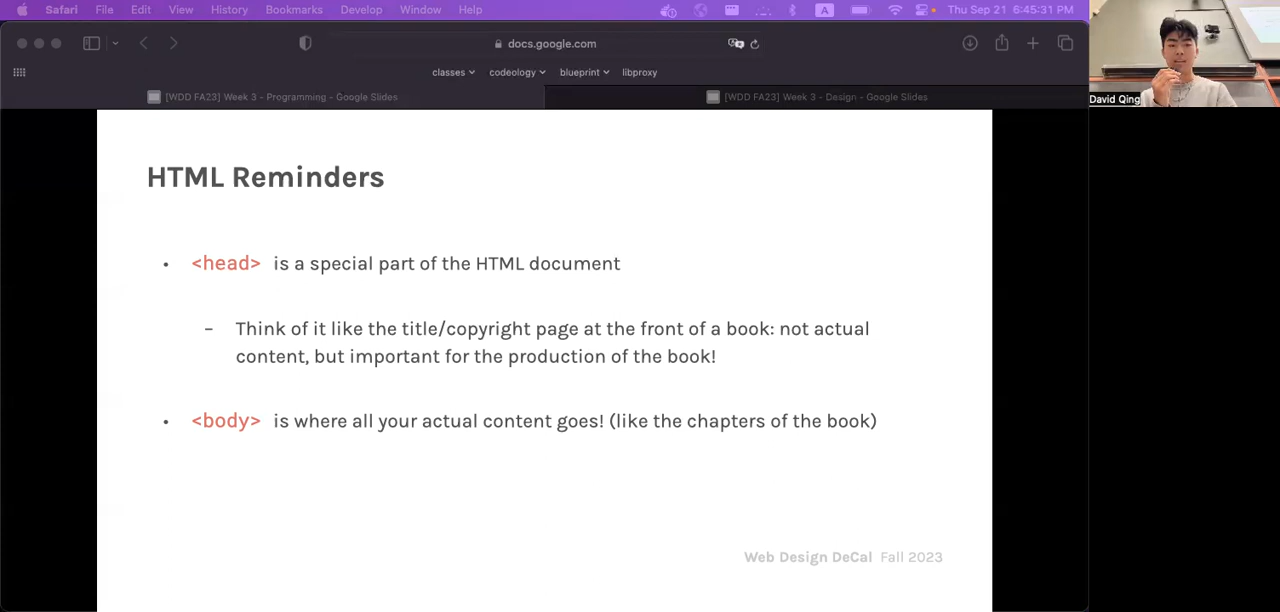 Safari File Edit View History Bookmarks Develop Window Help A Thu Sep 21 6:45:31 PM
docs.google.com
classes codeology blueprint libproxy
[WDD FA23] Week 3 - Programming - Google Slides [WDD FA23] Week 3 - Design - Google Slides
David Qing
HTML Reminders
• <head> is a special part of the HTML document
– Think of it like the title/copyright page at the front of a book: not actual
content, but important for the production of the book!
• <body> is where all your actual content goes! (like the chapters of the book)
Web Design DeCal Fall 2023